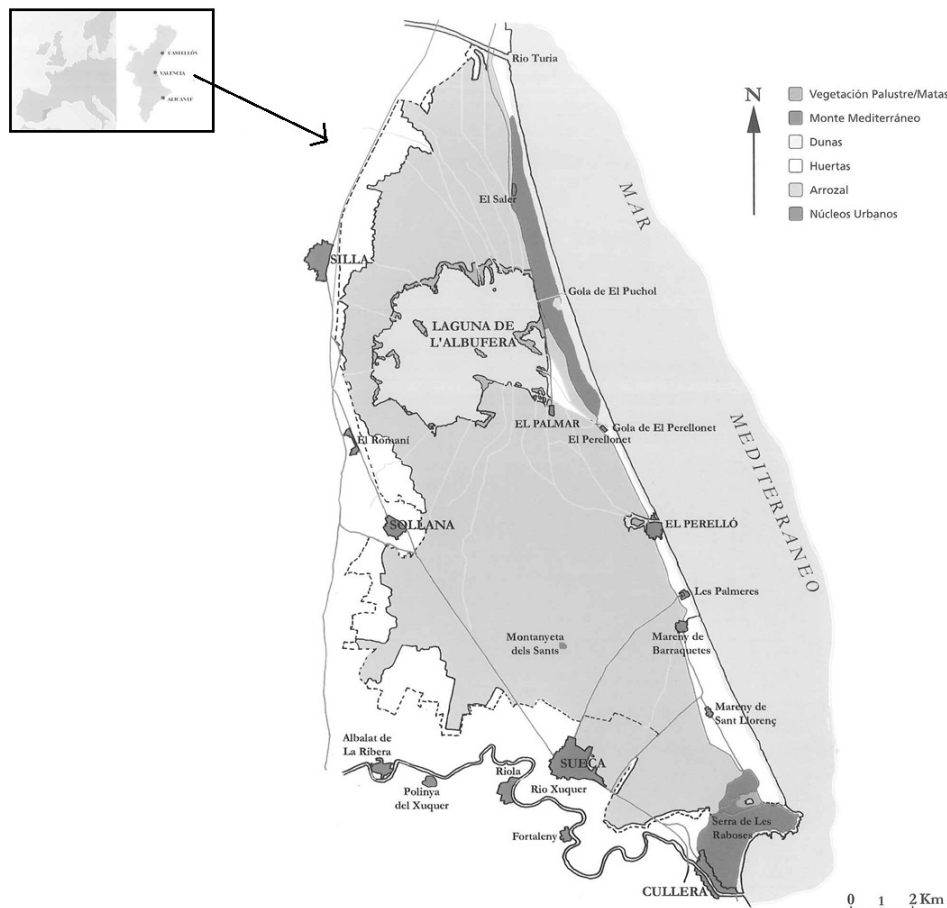 CASTELLÓN
VALENCIA
ALICANTE
Rio Turia
N
Vegetación Palustre/Matas
Monte Mediterráneo
Dunas
Huertas
Arrozal
Núcleos Urbanos
MAR
MEDITERRANEO
El Saler
SILLA
Gola de El Puchol
LAGUNA DE
L'ALBUFERA
EL PALMAR
Gola de El Perellonet
El Perellonet
El Romaní
SOLLANA
EL PERELLÓ
Les Palmeres
Montanyeta
dels Sants
Mareny de
Barraquetes
Mareny de
Sant Llorenç
Albalat de
La Ribera
Polinya
del Xuquer
Riola
Rio Xuquer
SUECA
Fortaleny
Serra de Les
Raboses
CULLERA
0 1 2 Km